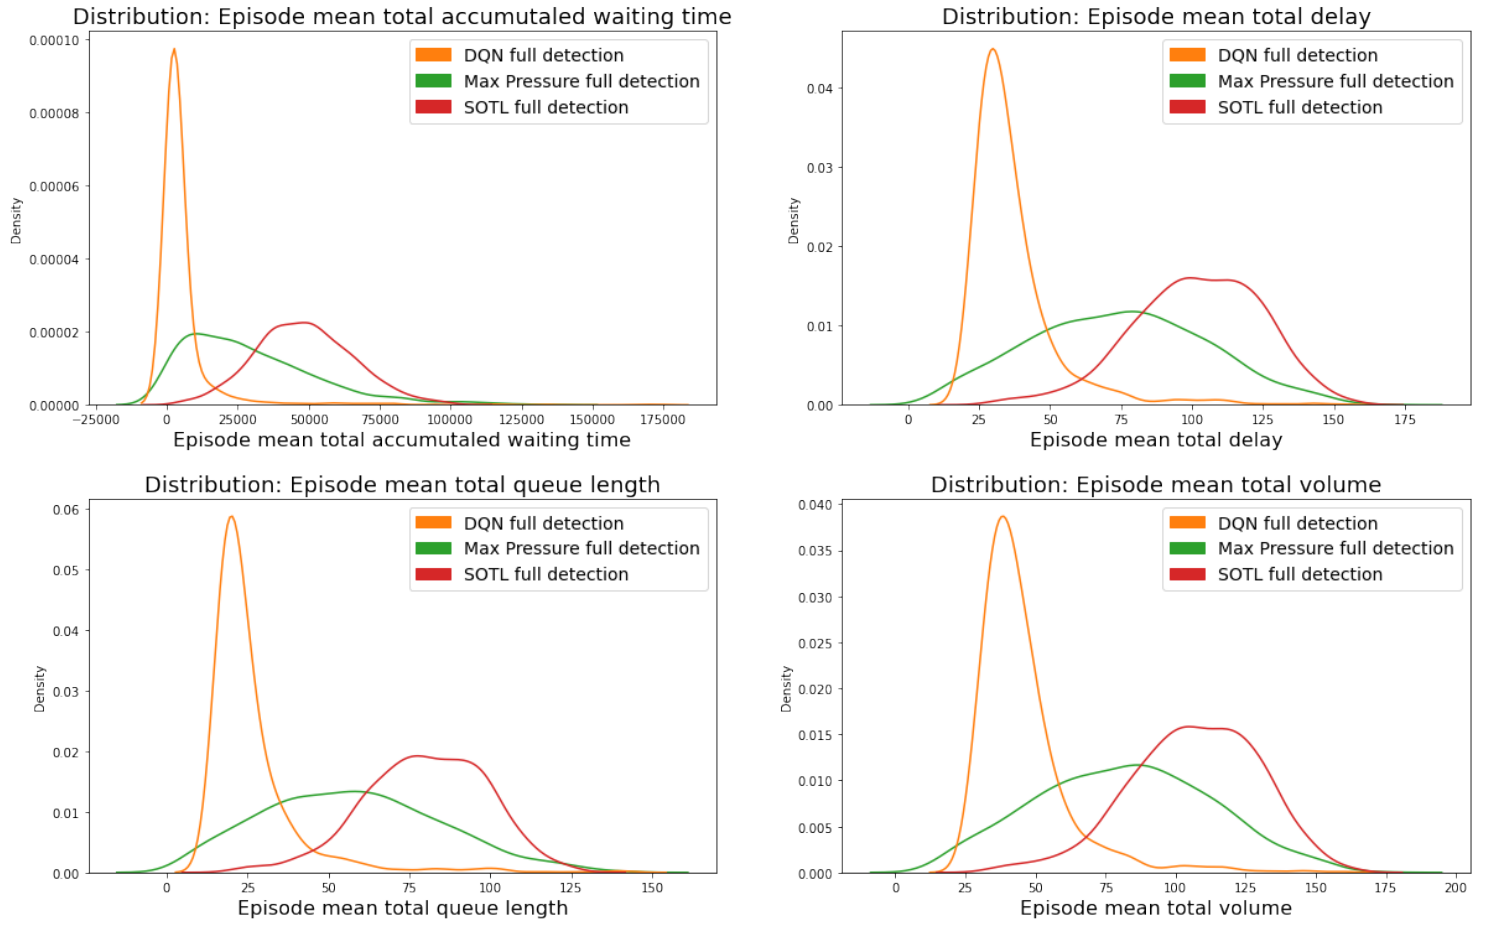 Distribution: Episode mean total accumutaled waiting time
DQN full detection
Max Pressure full detection
SOTL full detection
0.00010
0.00008
0.00006
0.00004
0.00002
0.00000
Density
−25000 0 25000 50000 75000 100000 125000 150000 175000
Episode mean total accumutaled waiting time
Distribution: Episode mean total delay
DQN full detection
Max Pressure full detection
SOTL full detection
0.04
0.03
0.02
0.01
0.00
Density
0 25 50 75 100 125 150 175
Episode mean total delay
Distribution: Episode mean total queue length
DQN full detection
Max Pressure full detection
SOTL full detection
0.06
0.05
0.04
0.03
0.02
0.01
0.00
Density
0 25 50 75 100 125 150
Episode mean total queue length
Distribution: Episode mean total volume
DQN full detection
Max Pressure full detection
SOTL full detection
0.040
0.035
0.030
0.025
0.020
0.015
0.010
0.005
0.000
Density
0 25 50 75 100 125 150 175 200
Episode mean total volume